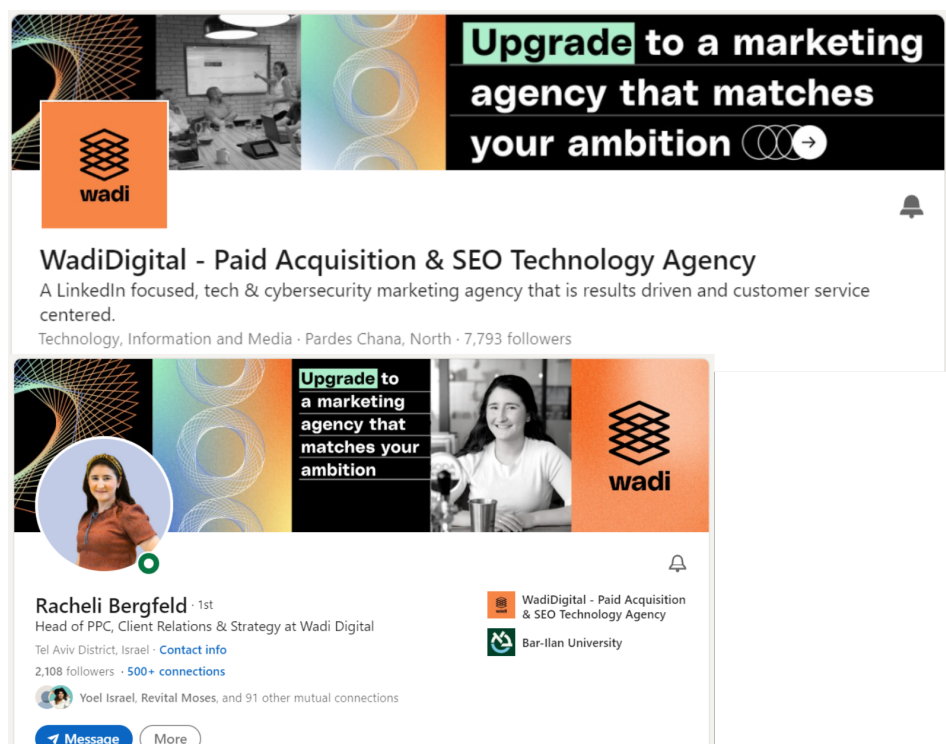 Upgrade to a marketing
agency that matches
your ambition
wadi
WadiDigital - Paid Acquisition & SEO Technology Agency
A LinkedIn focused, tech & cybersecurity marketing agency that is results driven and customer service
centered.
Technology, Information and Media · Pardes Chana, North · 7,793 followers
Upgrade to
a marketing
agency that
matches your
ambition
wadi
Racheli Bergfeld · 1st
Head of PPC, Client Relations & Strategy at Wadi Digital
Tel Aviv District, Israel · Contact info
2,108 followers · 500+ connections
Yoel Israel, Revital Moses, and 91 other mutual connections
Message
More
WadiDigital - Paid Acquisition
& SEO Technology Agency
Bar-Ilan University